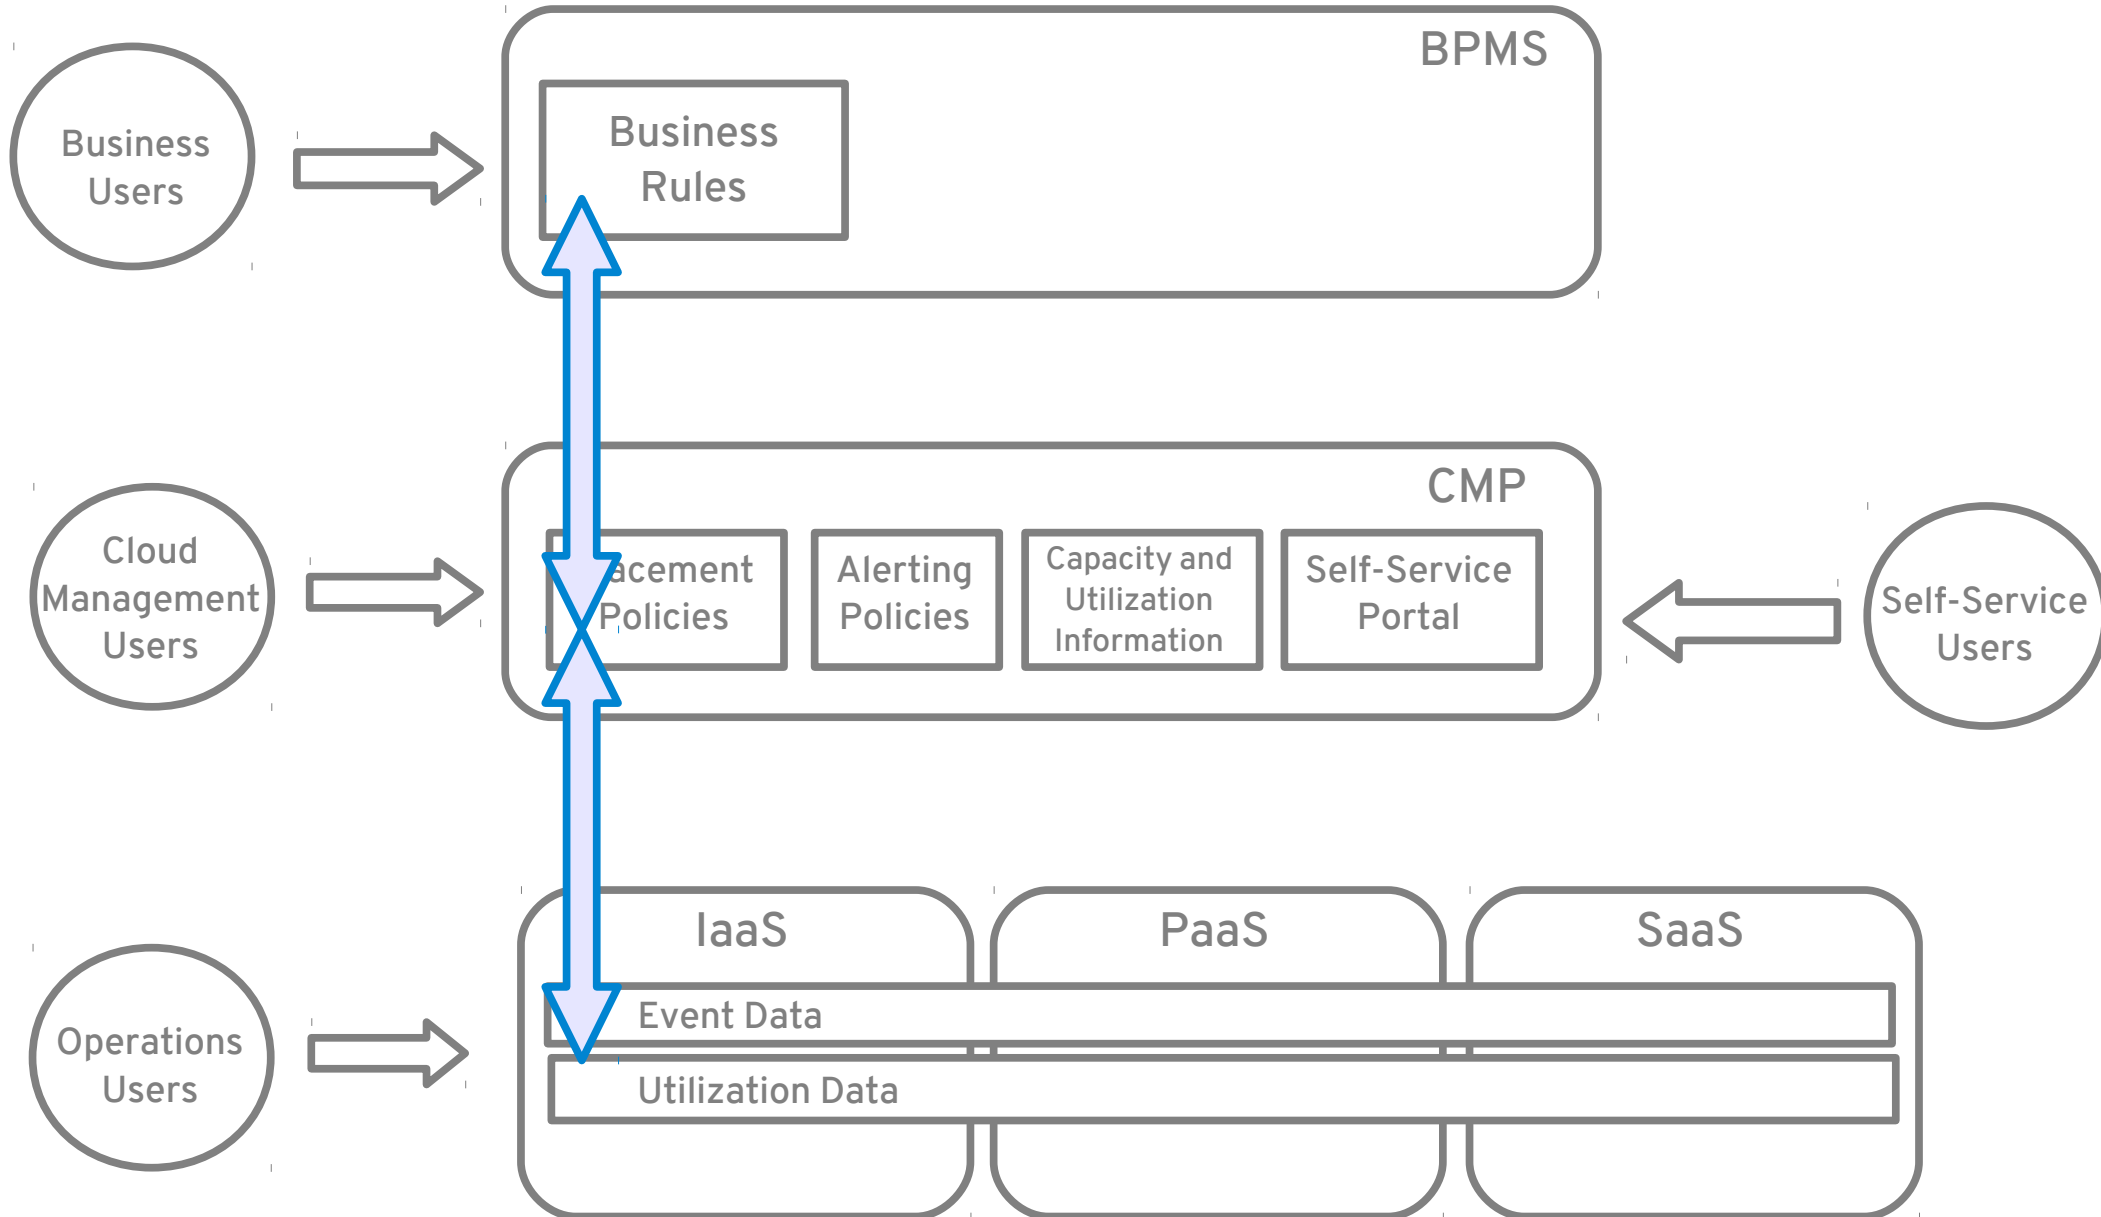 BPMS
Business
Users
Business
Rules
CMP
Cloud
Management
Users
acement
Policies
Alerting
Policies
Capacity and
Utilization
Information
Self-Service
Portal
Self-Service
Users
IaaS
PaaS
SaaS
Operations
Users
Event Data
Utilization Data